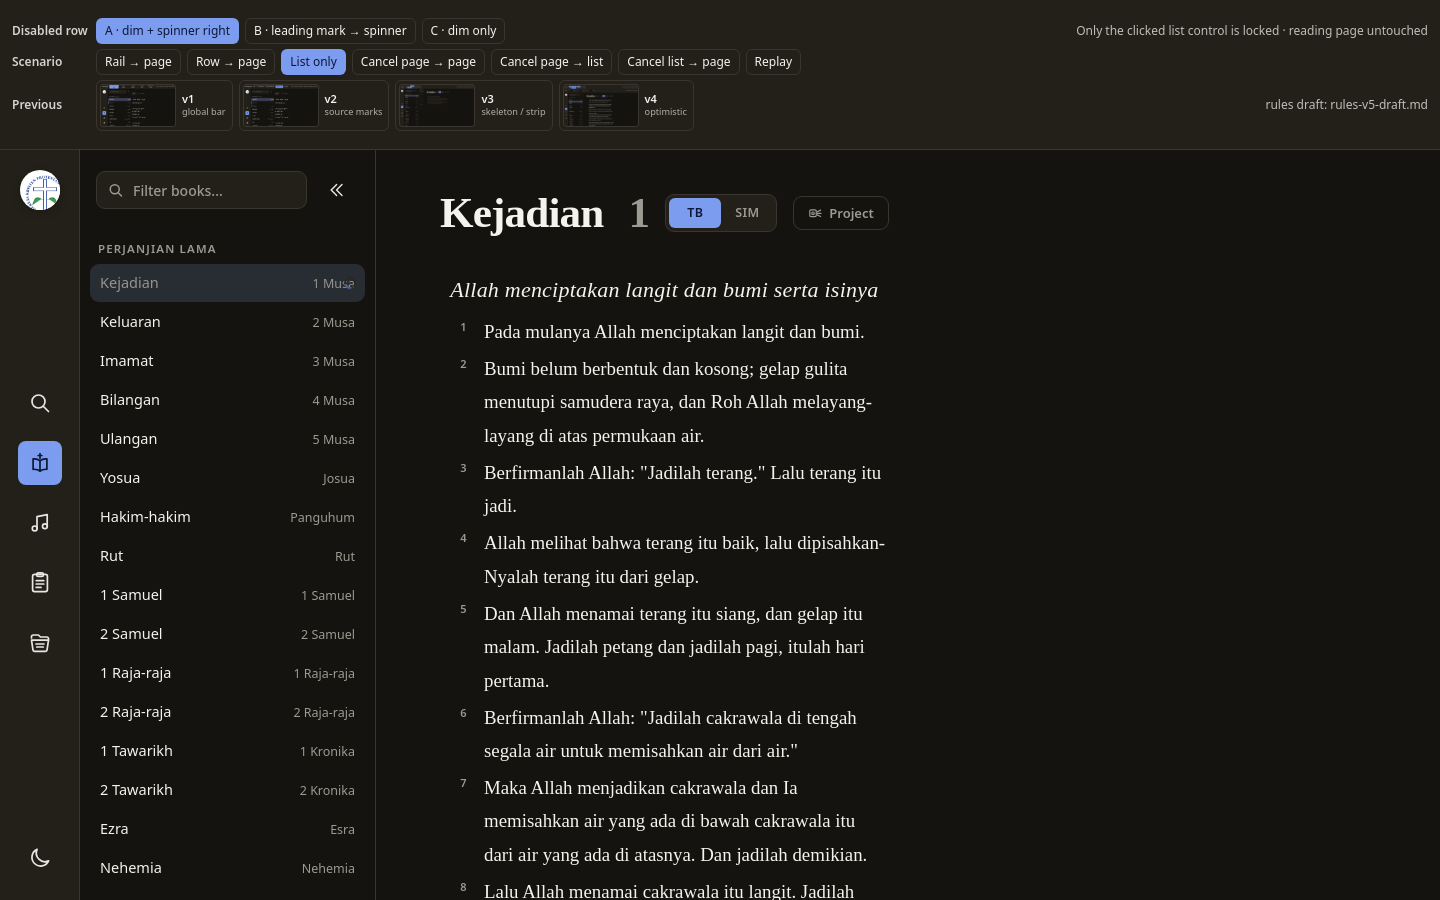 Disabled row A · dim + spinner right B · leading mark → spinner C · dim only Only the clicked list control is locked · reading page untouched
Scenario Rail → page Row → page List only Cancel page → page Cancel page → list Cancel list → page Replay
Previous
v1
global bar
v2
source marks
v3
skeleton / strip
v4
optimistic
rules draft: rules-v5-draft.md
Filter books...
PERJANJIAN LAMA
Kejadian 1 Musa
Keluaran 2 Musa
Imamat 3 Musa
Bilangan 4 Musa
Ulangan 5 Musa
Yosua Josua
Hakim-hakim Panguhum
Rut Rut
1 Samuel 1 Samuel
2 Samuel 2 Samuel
1 Raja-raja 1 Raja-raja
2 Raja-raja 2 Raja-raja
1 Tawarikh 1 Kronika
2 Tawarikh 2 Kronika
Ezra Esra
Nehemia Nehemia
Kejadian 1 TB SIM Project
Allah menciptakan langit dan bumi serta isinya
1 Pada mulanya Allah menciptakan langit dan bumi.
2 Bumi belum berbentuk dan kosong; gelap gulita
menutupi samudera raya, dan Roh Allah melayang-
layang di atas permukaan air.
3 Berfirmanlah Allah: "Jadilah terang." Lalu terang itu
jadi.
4 Allah melihat bahwa terang itu baik, lalu dipisahkan-
Nyalah terang itu dari gelap.
5 Dan Allah menamai terang itu siang, dan gelap itu
malam. Jadilah petang dan jadilah pagi, itulah hari
pertama.
6 Berfirmanlah Allah: "Jadilah cakrawala di tengah
segala air untuk memisahkan air dari air."
7 Maka Allah menjadikan cakrawala dan Ia
memisahkan air yang ada di bawah cakrawala itu
dari air yang ada di atasnya. Dan jadilah demikian.
8 Lalu Allah menamai cakrawala itu langit. Jadilah